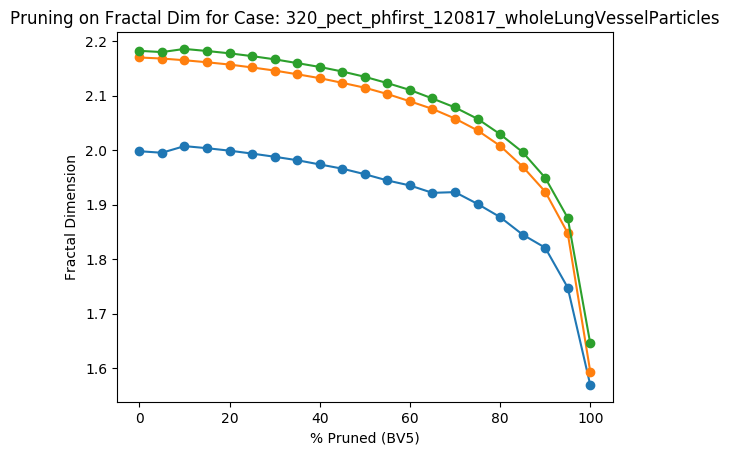 Pruning on Fractal Dim for Case: 320_pect_phfirst_120817_wholeLungVesselParticles
2.2
2.1
2.0
1.9
1.8
1.7
1.6
Fractal Dimension
0 20 40 60 80 100
% Pruned (BV5)